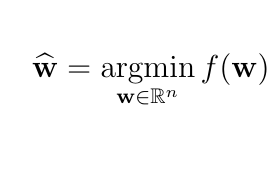 ŵ = argmin f(w)
w∈ℝⁿ